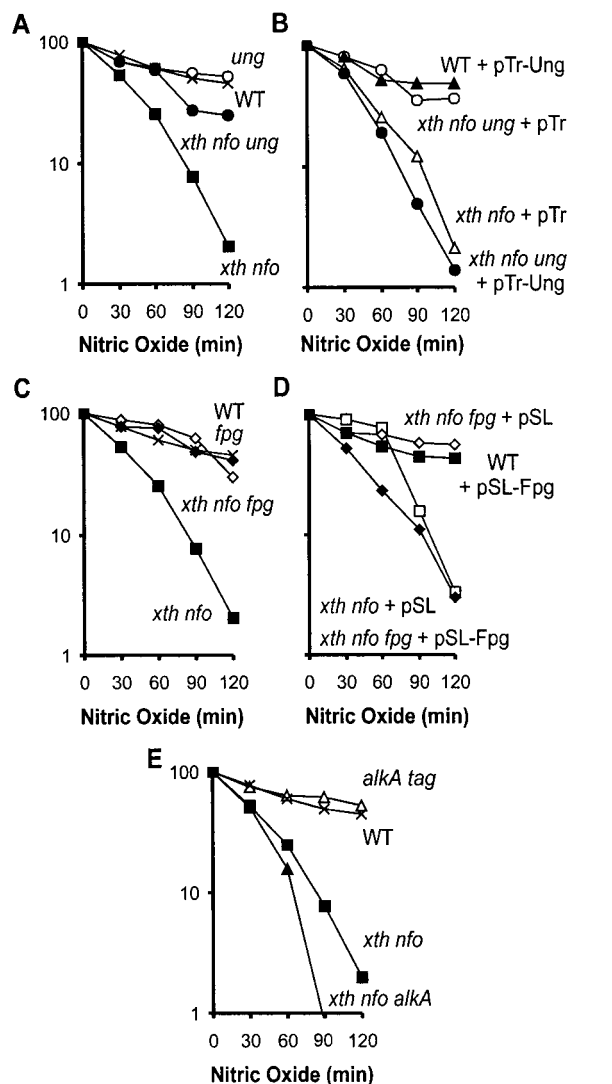 A
100
10
1
ung
WT
xth nfo ung
xth nfo
0 30 60 90 120
Nitric Oxide (min)
B
WT + pTr-Ung
xth nfo ung + pTr
xth nfo + pTr
xth nfo ung
+ pTr-Ung
0 30 60 90 120
Nitric Oxide (min)
C
100
10
1
WT
fpg
xth nfo fpg
xth nfo
0 30 60 90 120
Nitric Oxide (min)
D
xth nfo fpg + pSL
WT
+ pSL-Fpg
xth nfo + pSL
xth nfo fpg + pSL-Fpg
0 30 60 90 120
Nitric Oxide (min)
E
100
10
1
alkA tag
WT
xth nfo
xth nfo alkA
0 30 60 90 120
Nitric Oxide (min)